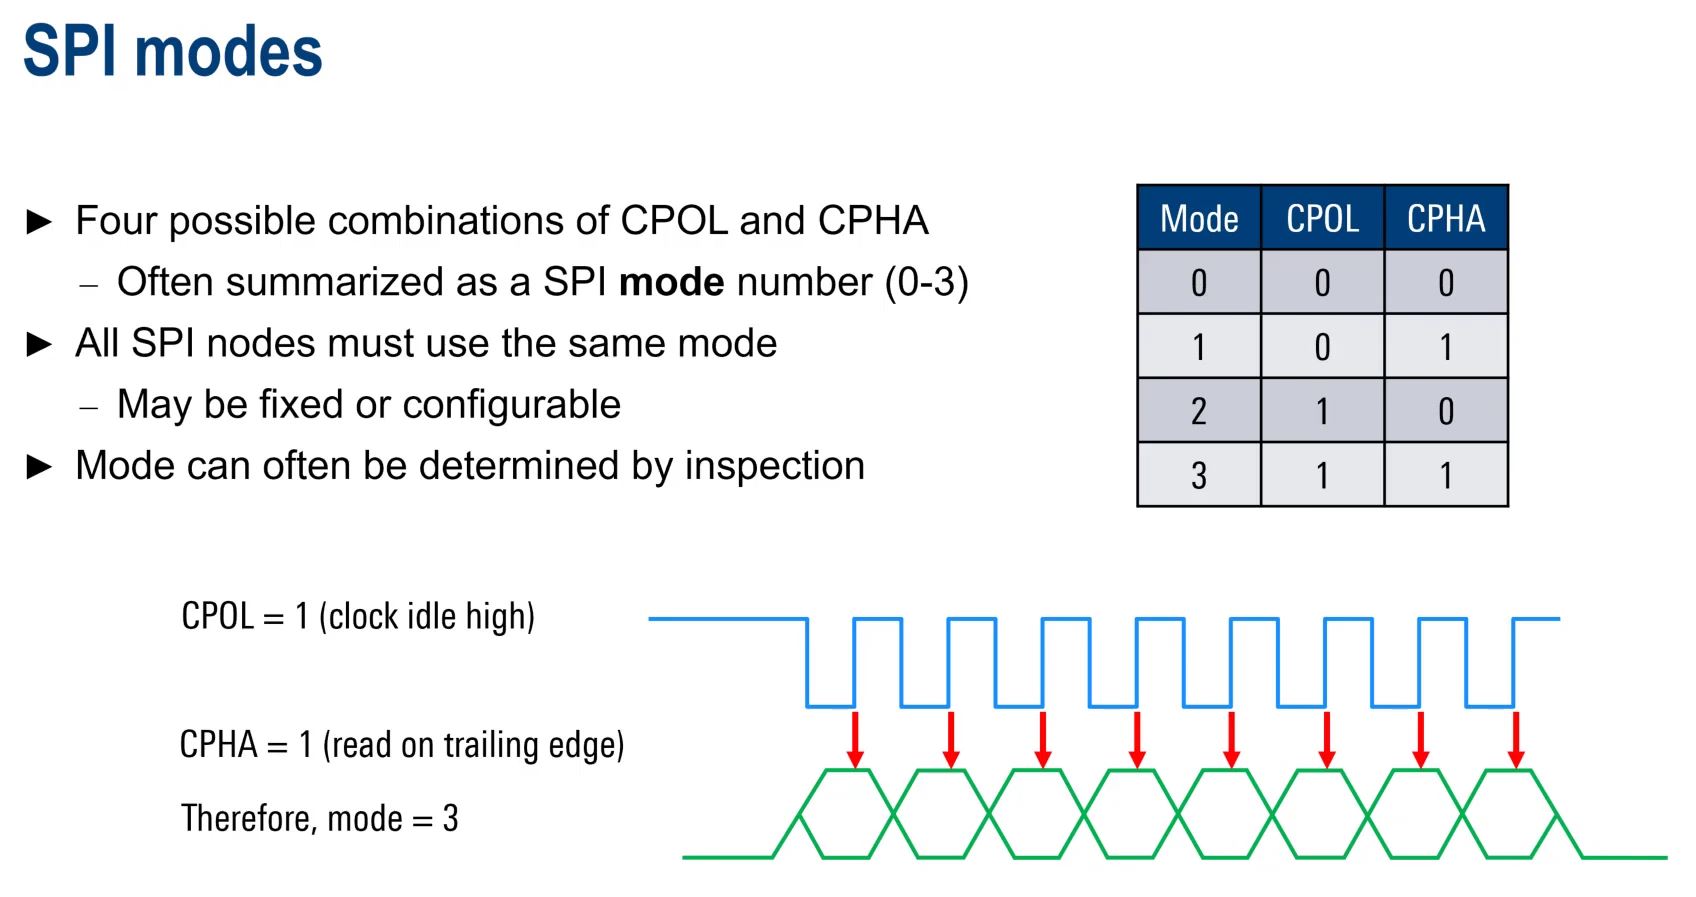 SPI modes
► Four possible combinations of CPOL and CPHA
– Often summarized as a SPI mode number (0-3)
► All SPI nodes must use the same mode
– May be fixed or configurable
► Mode can often be determined by inspection
Mode CPOL CPHA
0 0 0
1 0 1
2 1 0
3 1 1
CPOL = 1 (clock idle high)
CPHA = 1 (read on trailing edge)
Therefore, mode = 3